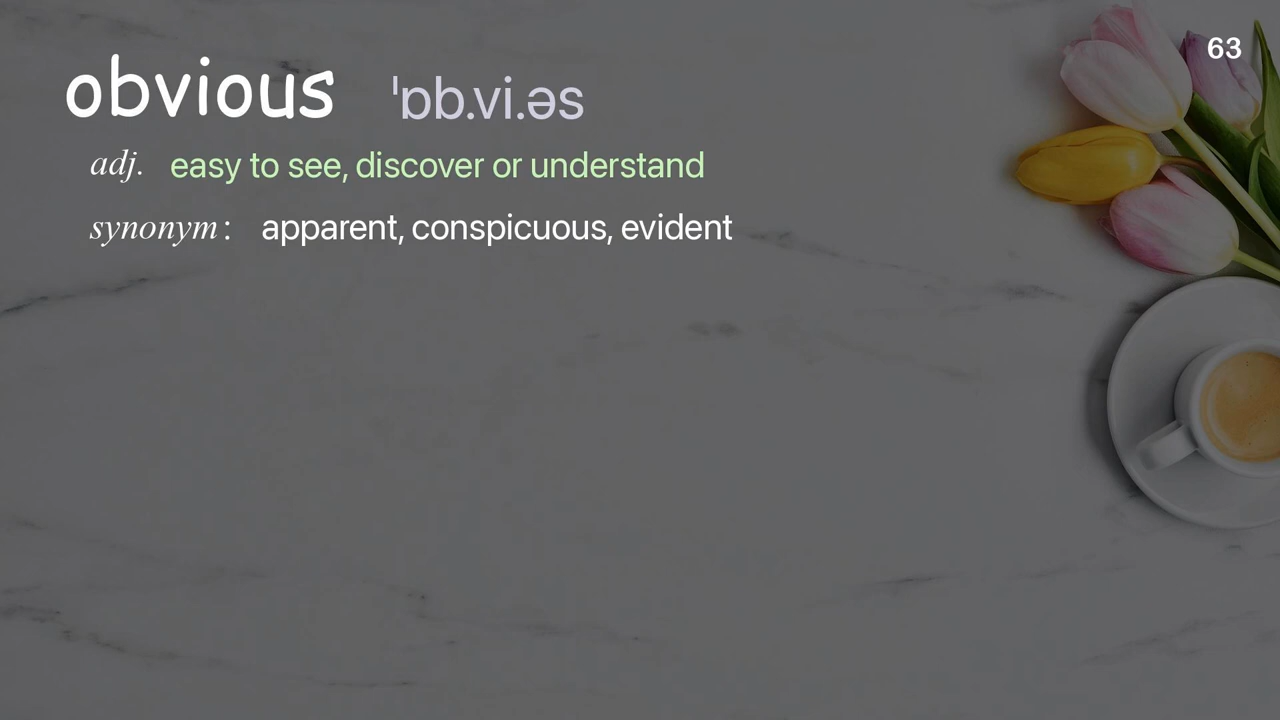 63
obvious ˈɒb.vi.əs
adj. easy to see, discover or understand
synonym : apparent, conspicuous, evident